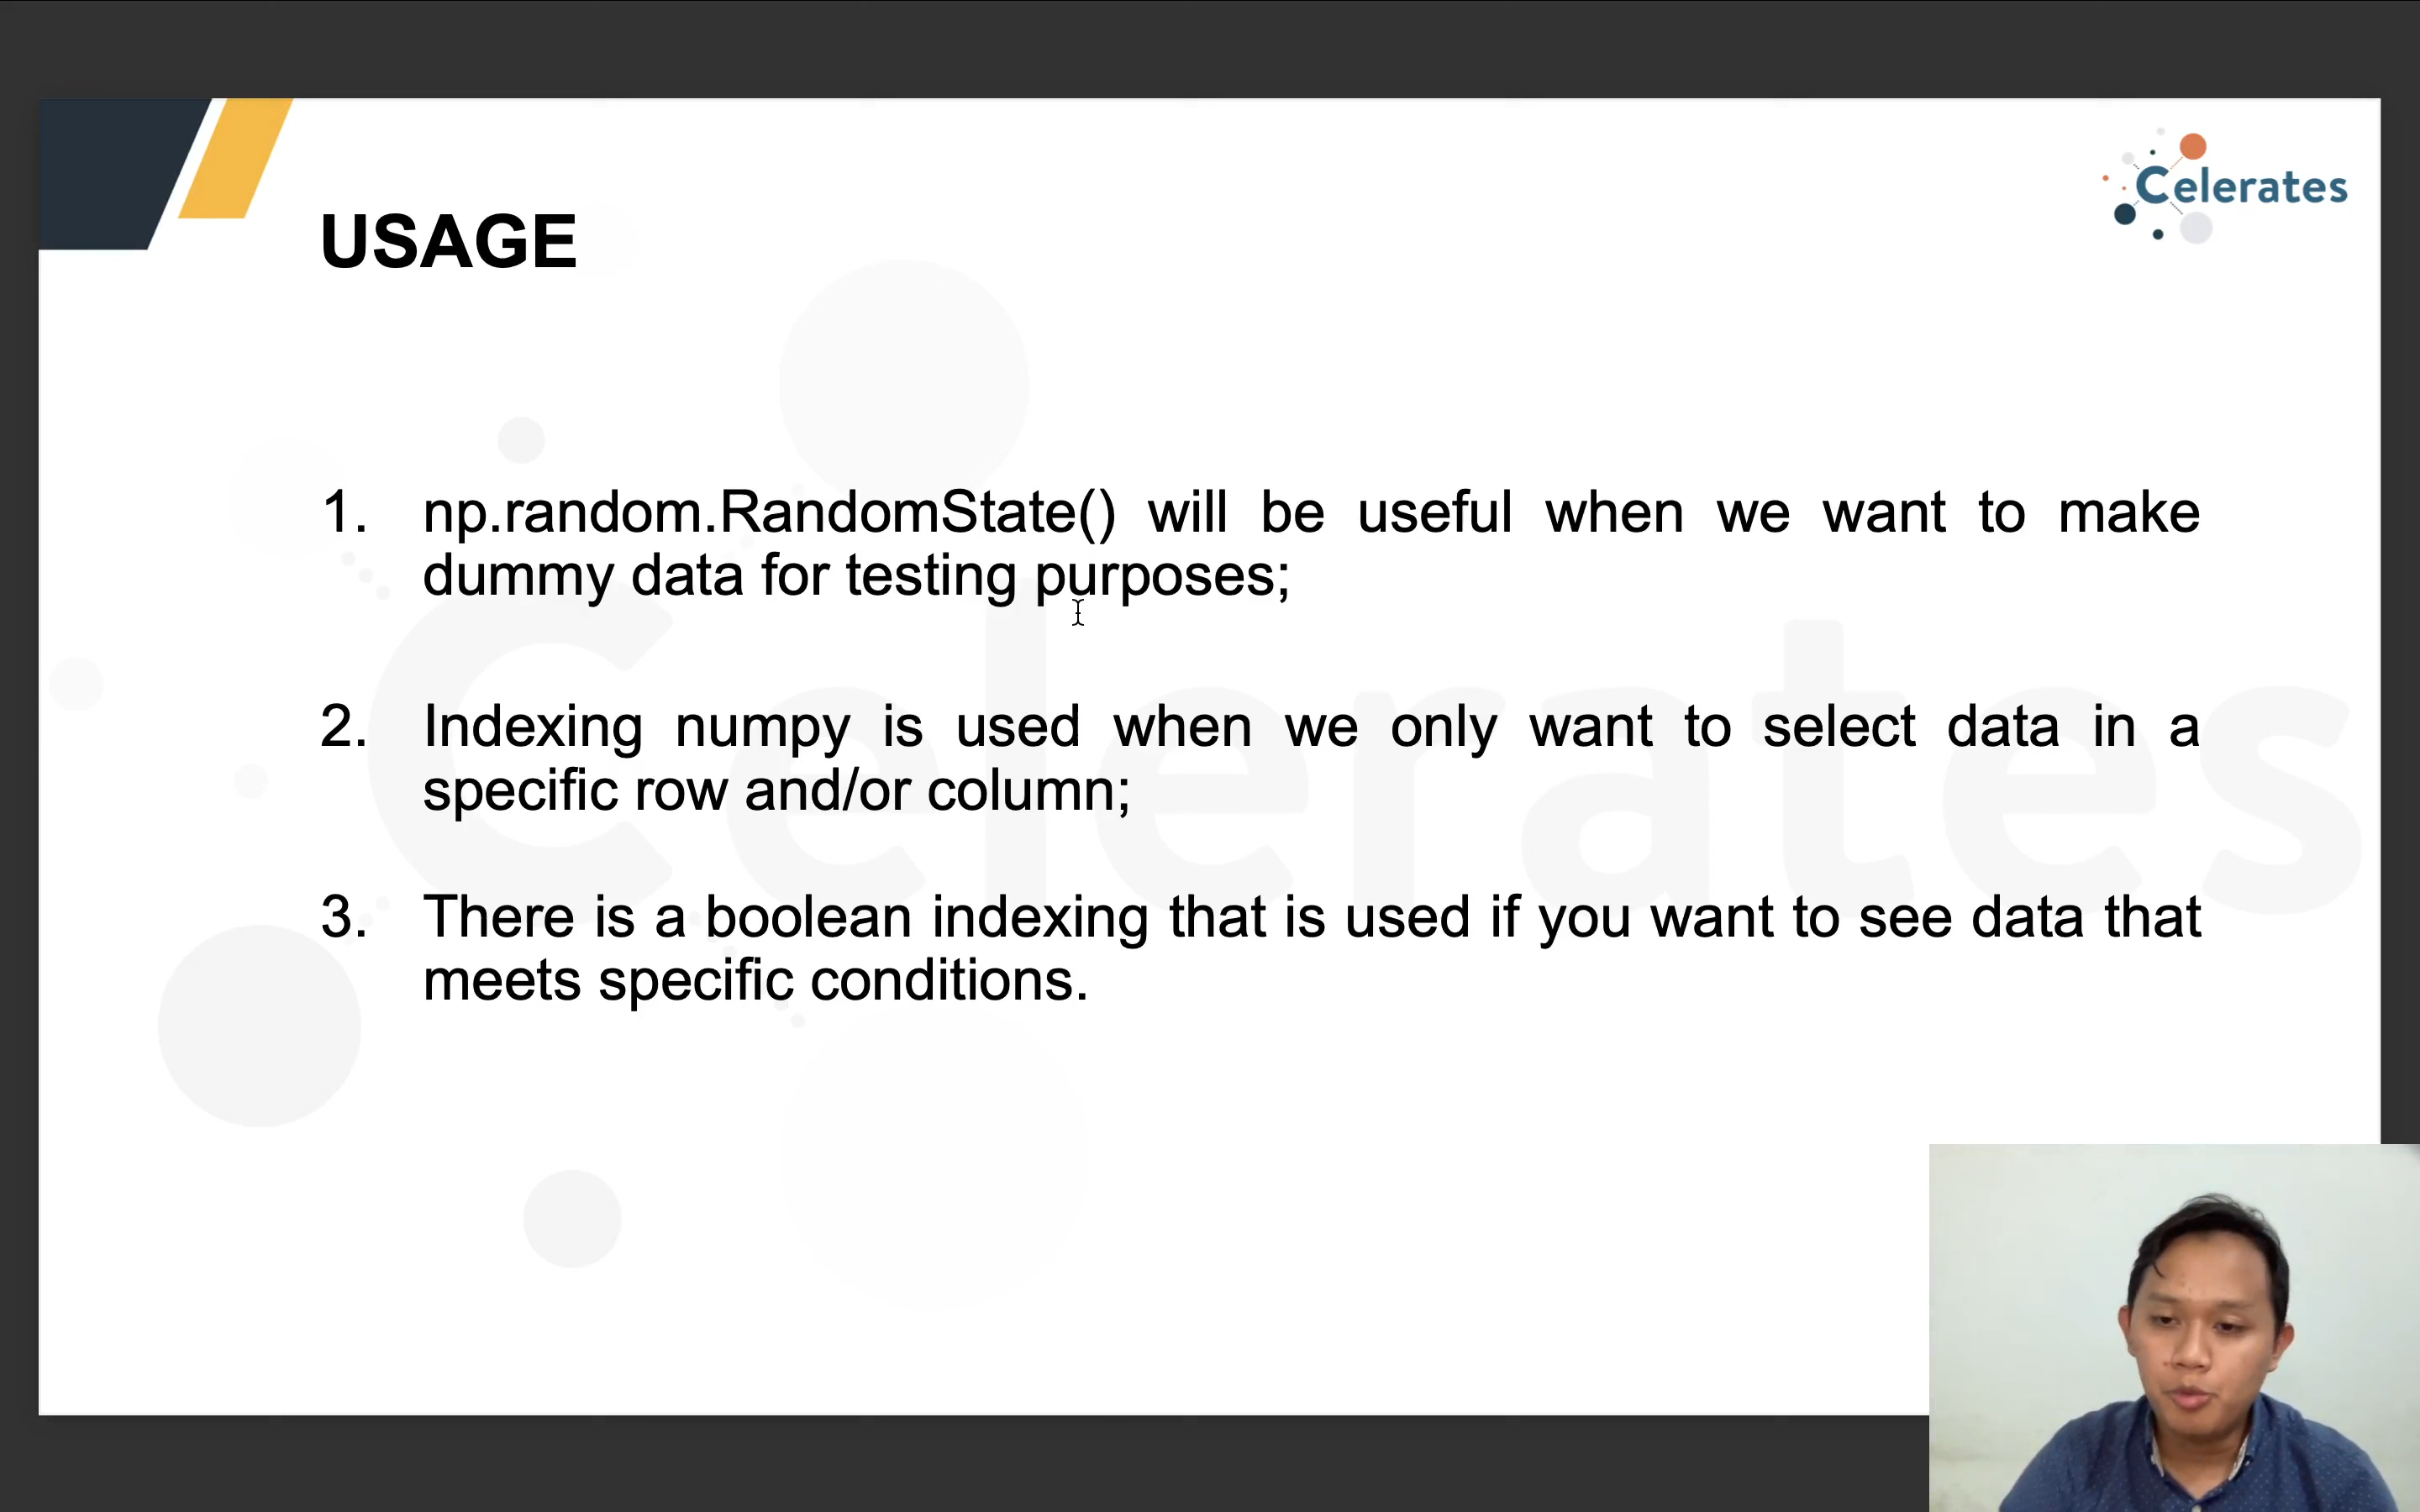 Celerates
USAGE
1. np.random.RandomState() will be useful when we want to make
dummy data for testing purposes;
2. Indexing numpy is used when we only want to select data in a
specific row and/or column;
3. There is a boolean indexing that is used if you want to see data that
meets specific conditions.
Celerates